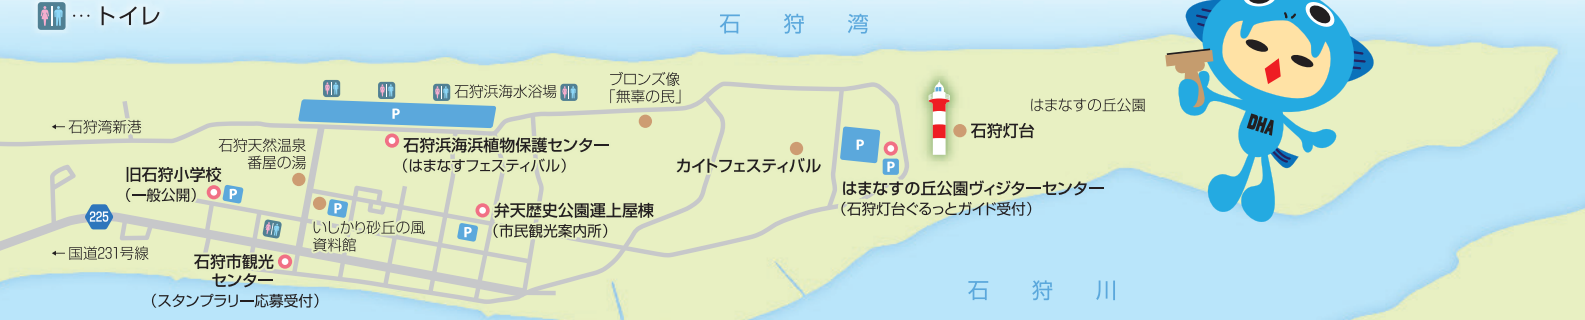 …トイレ
石狩湾
石狩浜海水浴場
ブロンズ像
「無辜の民」
P
←石狩湾新港
石狩天然温泉
番屋の湯
石狩浜海浜植物保護センター
(はまなすフェスティバル)
カイトフェスティバル
P
P
石狩灯台
はまなすの丘公園
DHA
はまなすの丘公園ヴィジターセンター
(石狩灯台ぐるっとガイド受付)
旧石狩小学校
(一般公開)
P
225
P
いしかり砂丘の風
資料館
弁天歴史公園運上屋棟
(市民観光案内所)
P
←国道231号線
石狩市観光
センター
(スタンプラリー応募受付)
石狩川